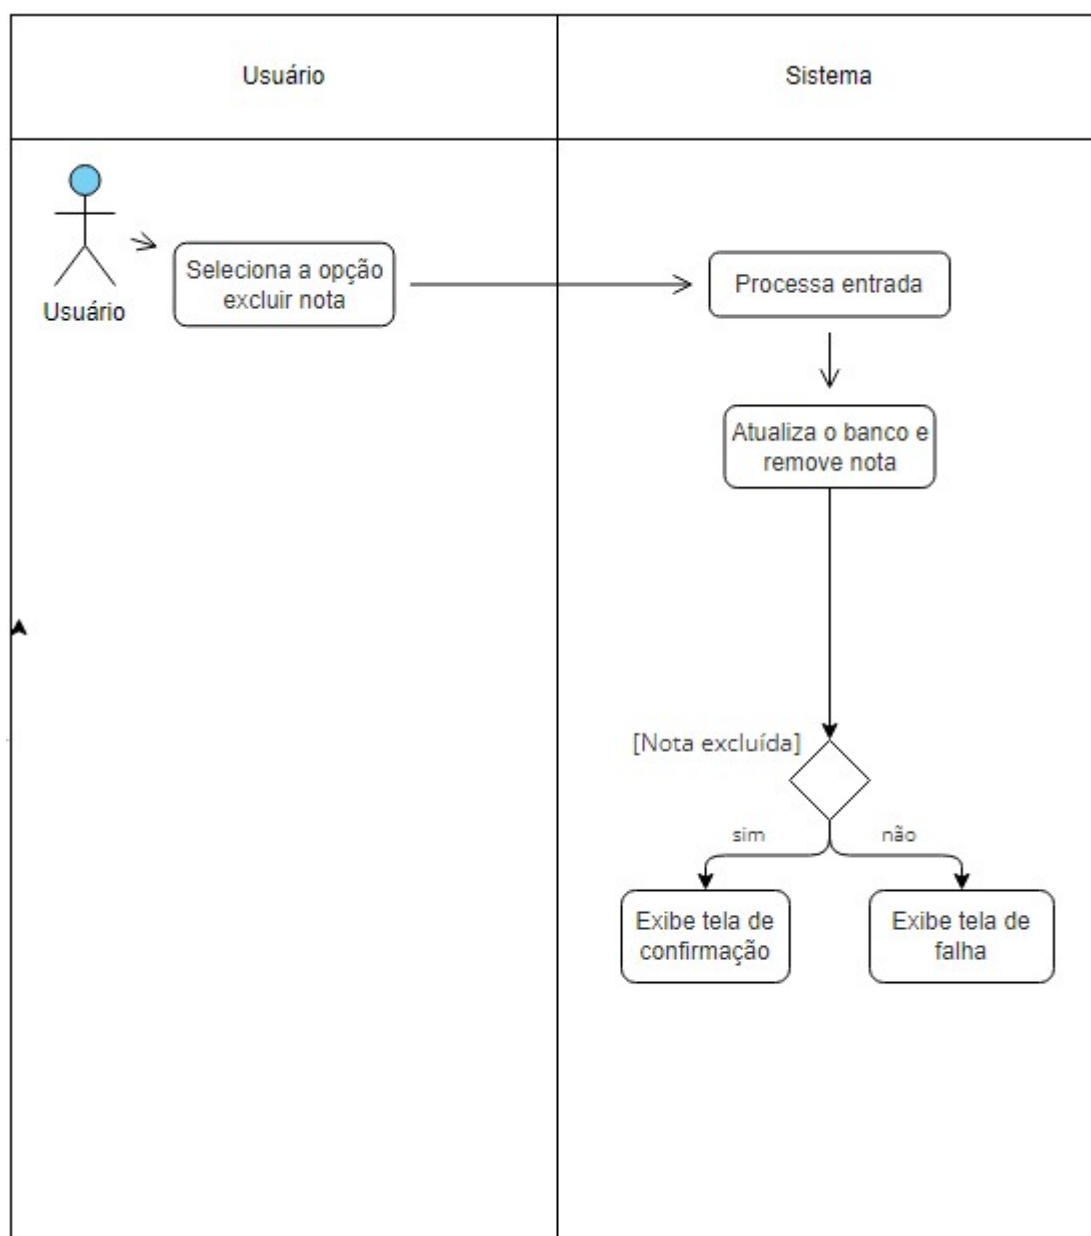 Usuário
Sistema
Usuário
Seleciona a opção
excluir nota
Processa entrada
Atualiza o banco e
remove nota
[Nota excluída]
sim
não
Exibe tela de
confirmação
Exibe tela de
falha